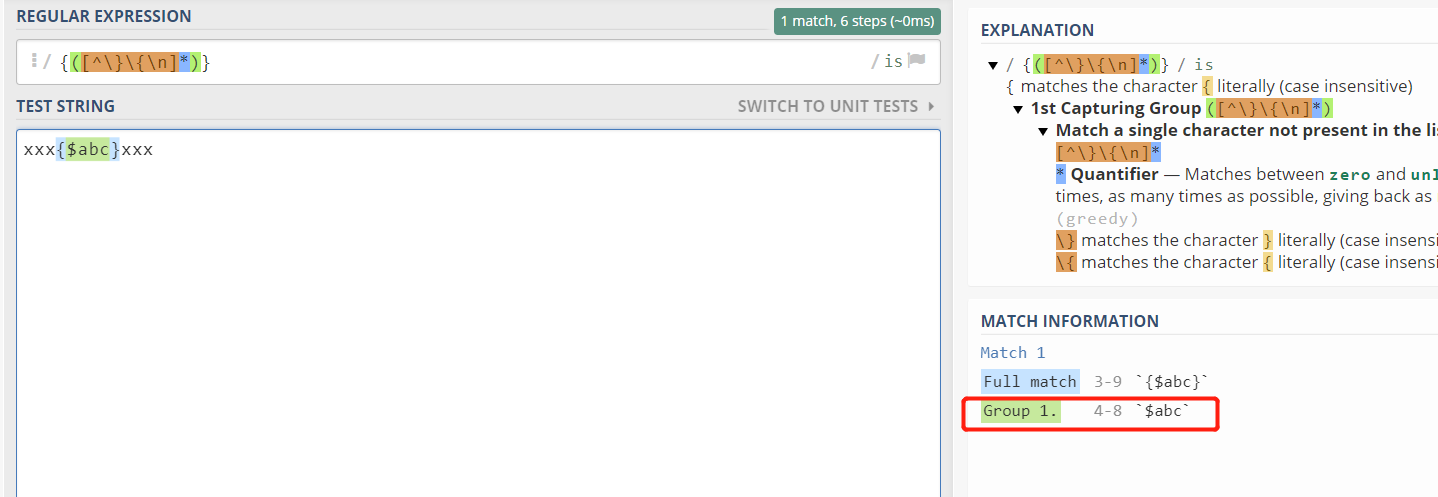 REGULAR EXPRESSION
1 match, 6 steps (~0ms)
/ {([^\}\{\n]*)}
/ is
TEST STRING
SWITCH TO UNIT TESTS
xxx{$abc}xxx
EXPLANATION
/ {([^\}\{\n]*)} / is
{ matches the character { literally (case insensitive)
1st Capturing Group ([^\}\{\n]*)
Match a single character not present in the li
[^\}\{\n]*
* Quantifier — Matches between zero and unl
times, as many times as possible, giving back as
(greedy)
\} matches the character } literally (case insensi
\{ matches the character { literally (case insensi
MATCH INFORMATION
Match 1
Full match 3-9 `{$abc}`
Group 1. 4-8 `$abc`